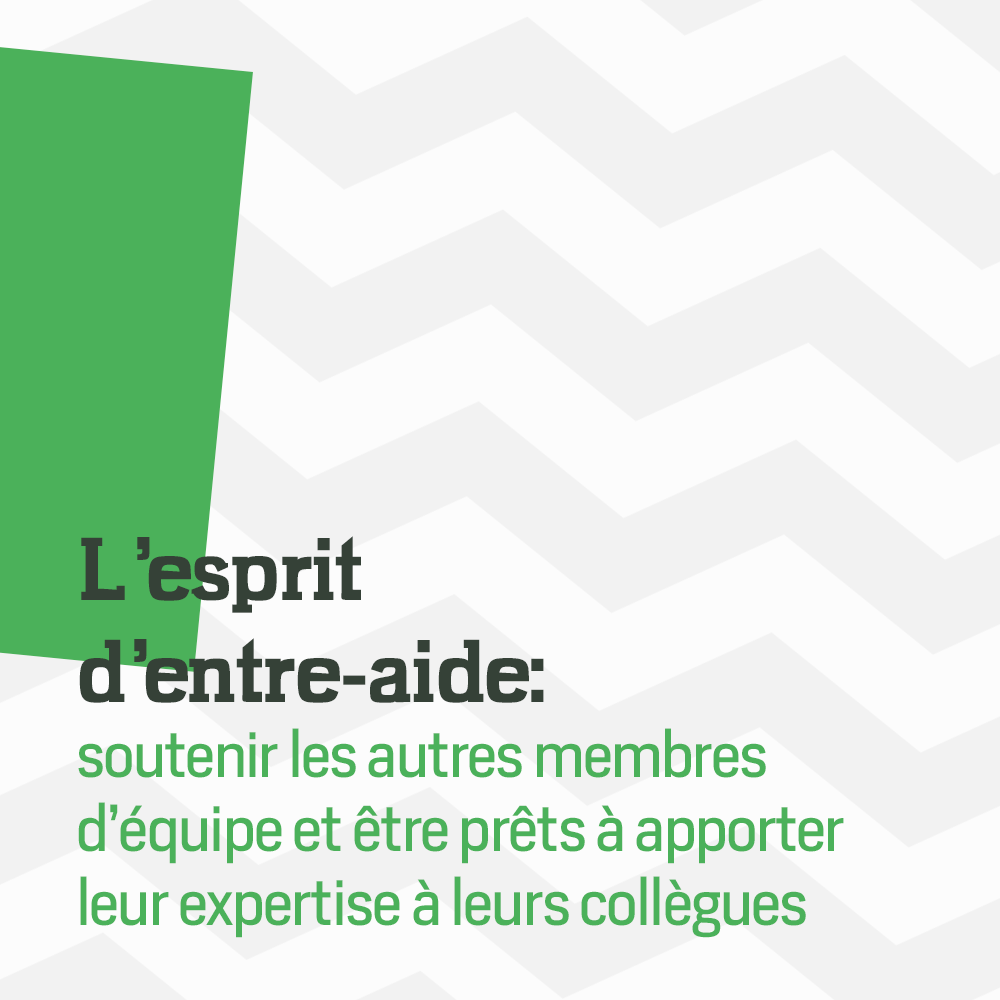 L'esprit
d'entre-aide:
soutenir les autres membres
d'équipe et être prêts à apporter
leur expertise à leurs collègues